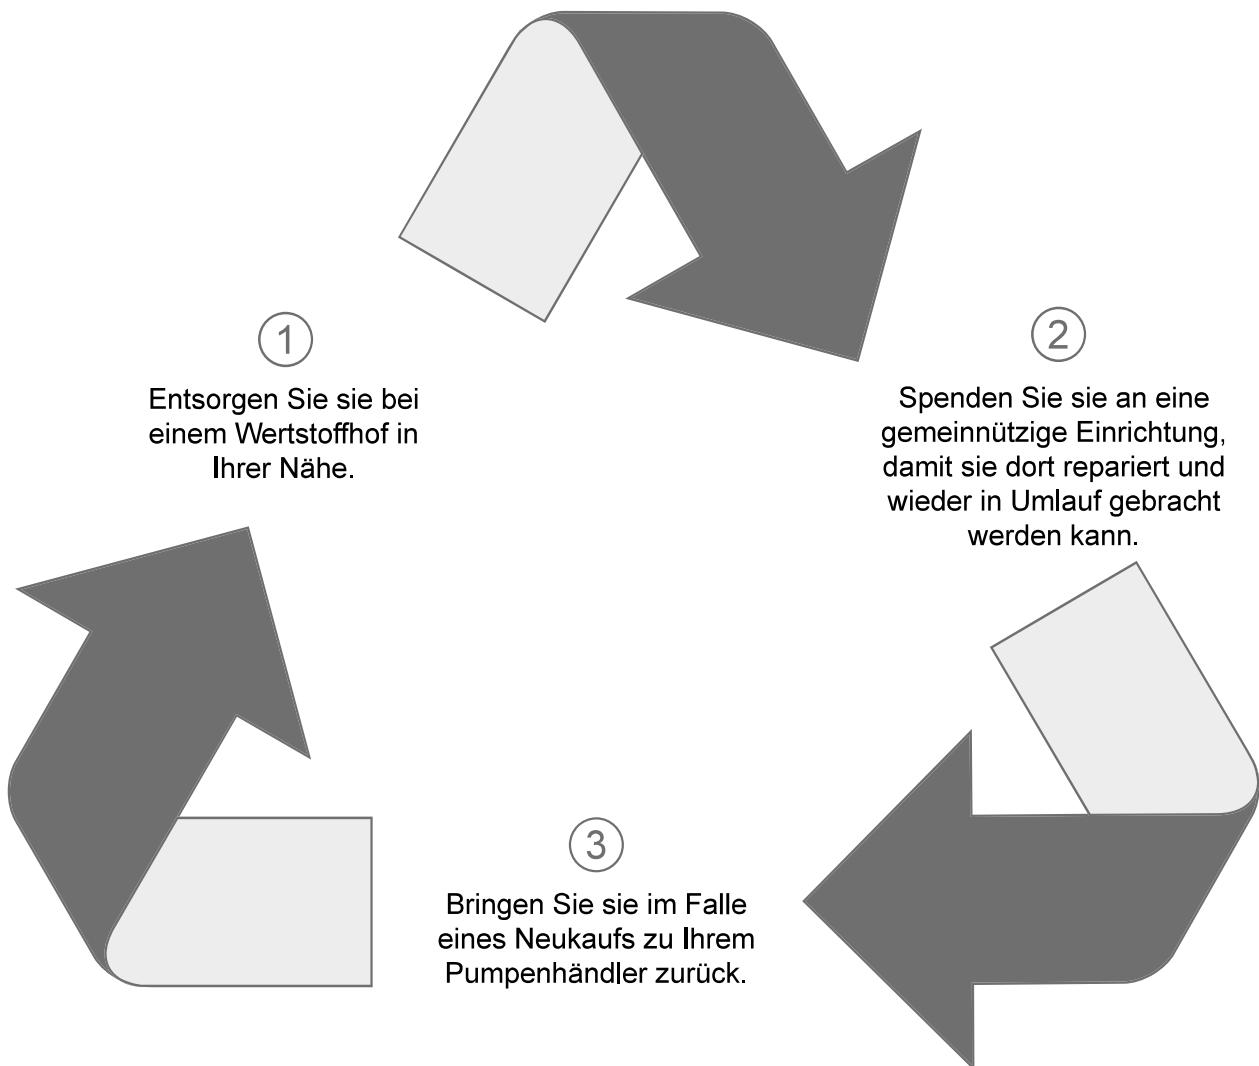 1
Entsorgen Sie sie bei
einem Wertstoffhof in
Ihrer Nähe.
2
Spenden Sie sie an eine
gemeinnützige Einrichtung,
damit sie dort repariert und
wieder in Umlauf gebracht
werden kann.
3
Bringen Sie sie im Falle
eines Neukaufs zu Ihrem
Pumpenhändler zurück.